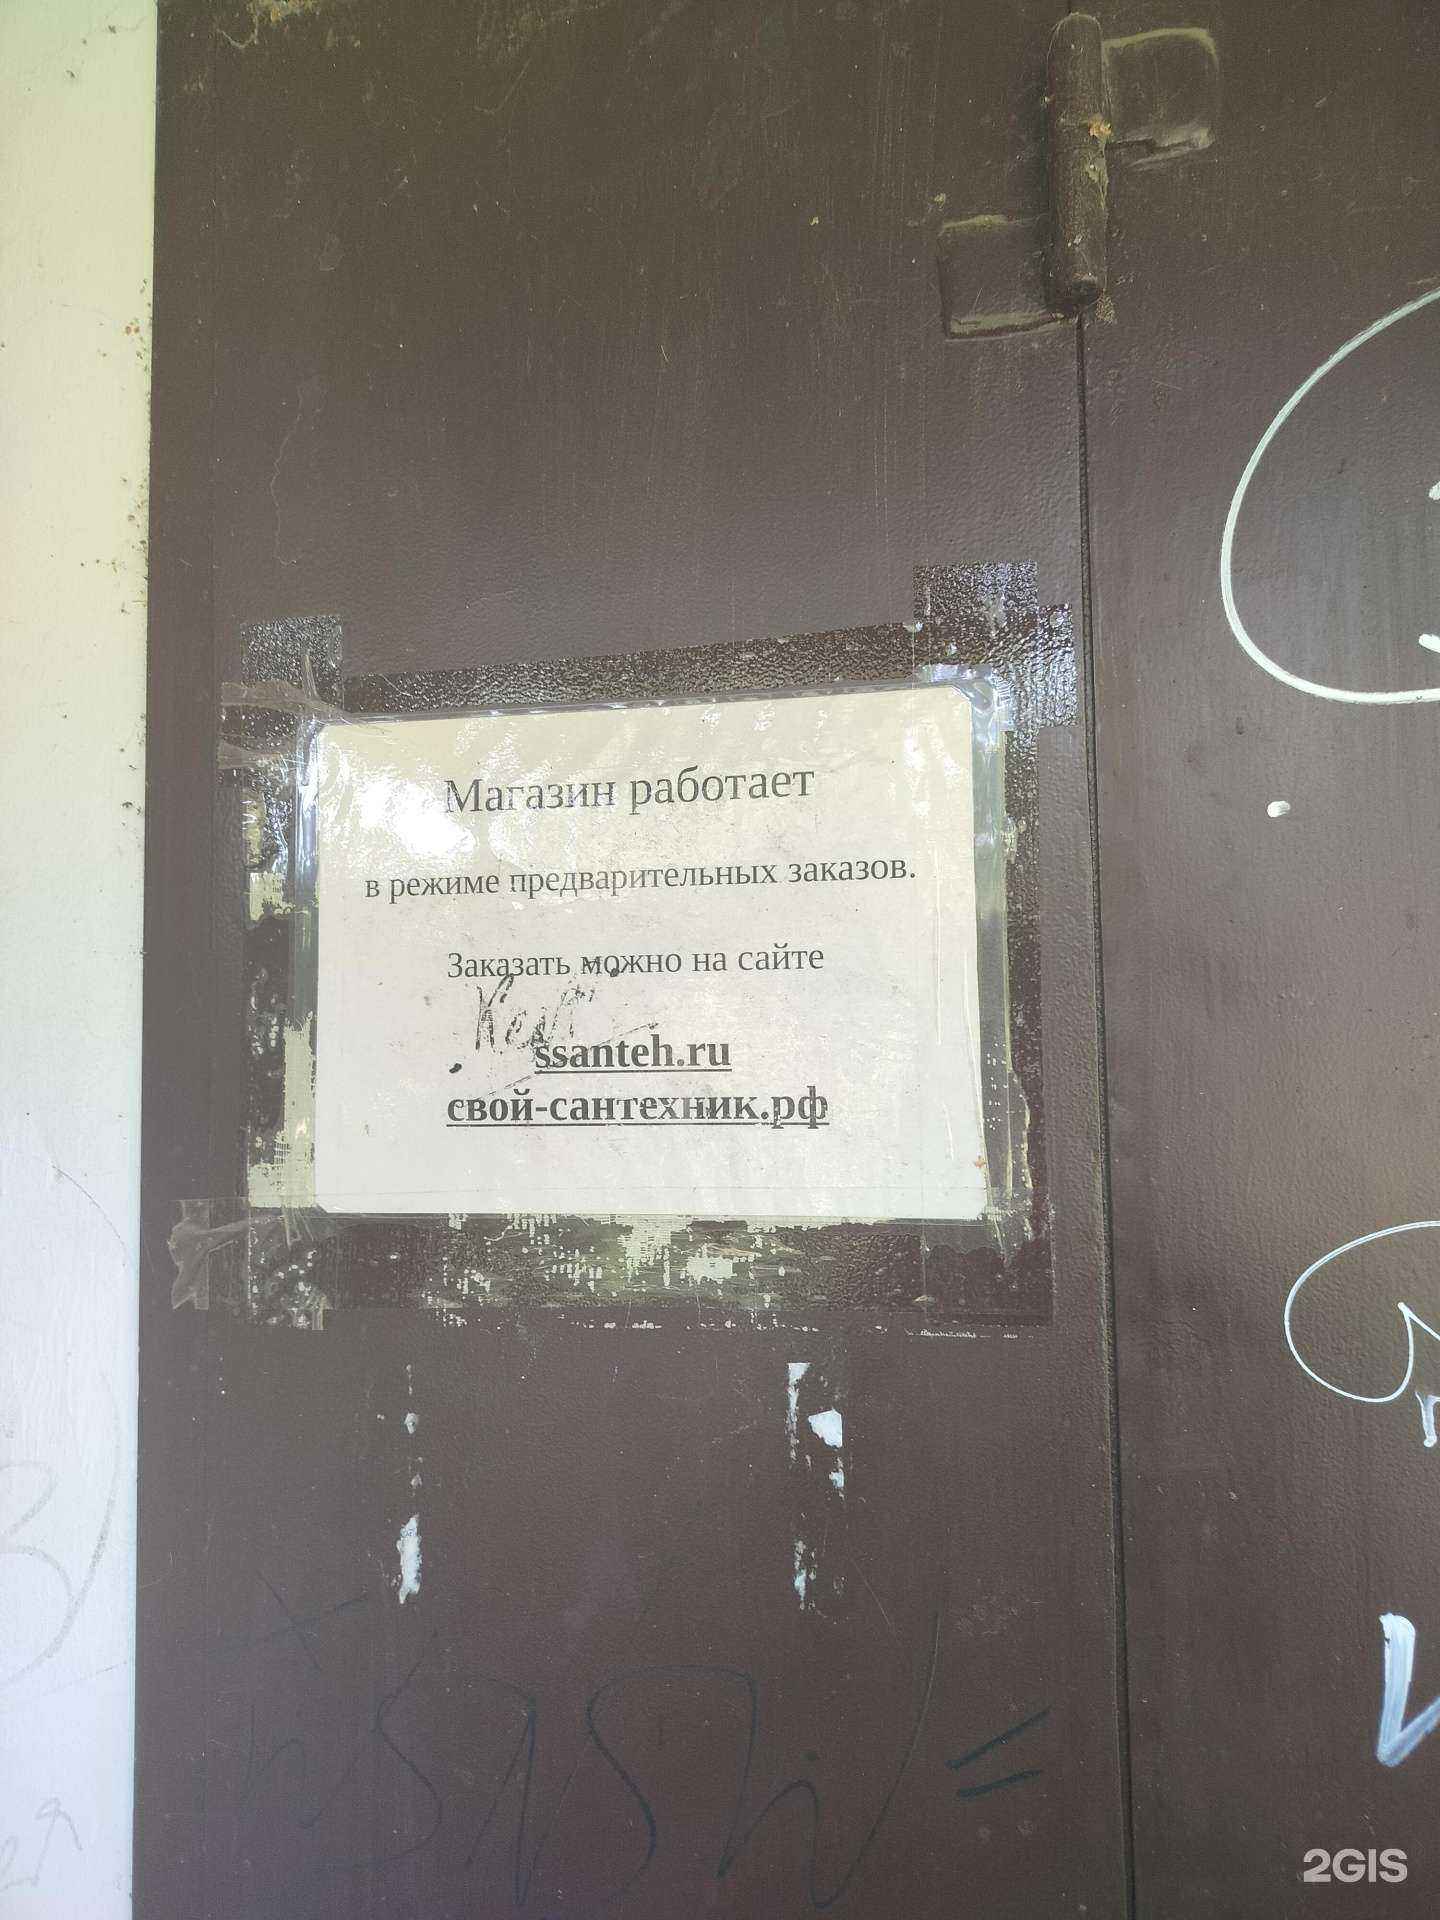 Магазин работает
в режиме предварительных заказов.
Заказать можно на сайте
ssanteh.ru
свой-сантехник.рф
2GIS